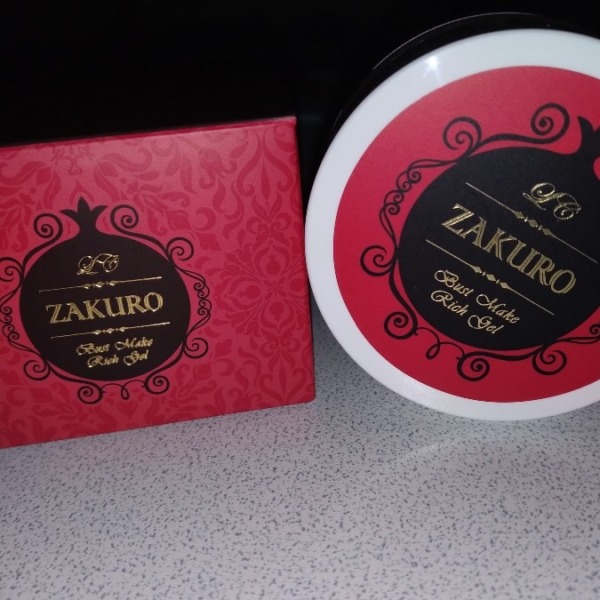 LC
ZAKURO
Bust Make
Rich Gel
LC
ZAKURO
Bust Make
Rich Gel